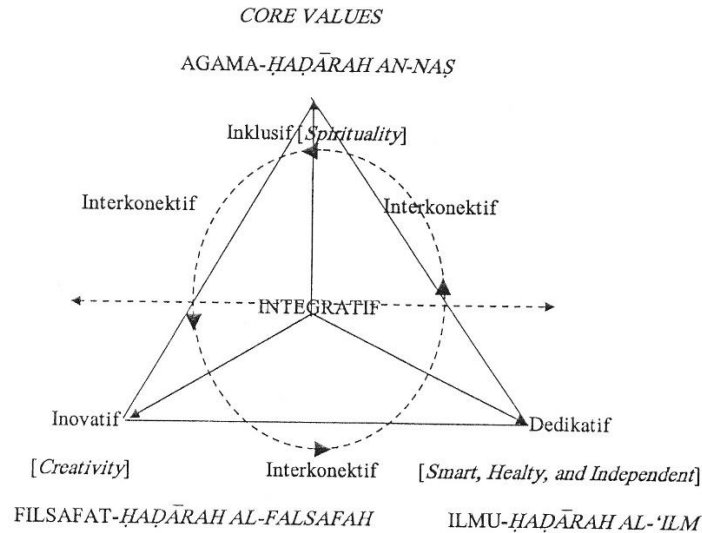 CORE VALUES
AGAMA-ḤAḌĀRAH AN-NAṢ
Inklusif [Spirituality]
Interkonektif
Interkonektif
INTEGRATIF
Inovatif
Dedikatif
[Creativity]
Interkonektif
[Smart, Healty, and Independent]
FILSAFAT-ḤAḌĀRAH AL-FALSAFAH
ILMU-ḤAḌĀRAH AL-‘ILM